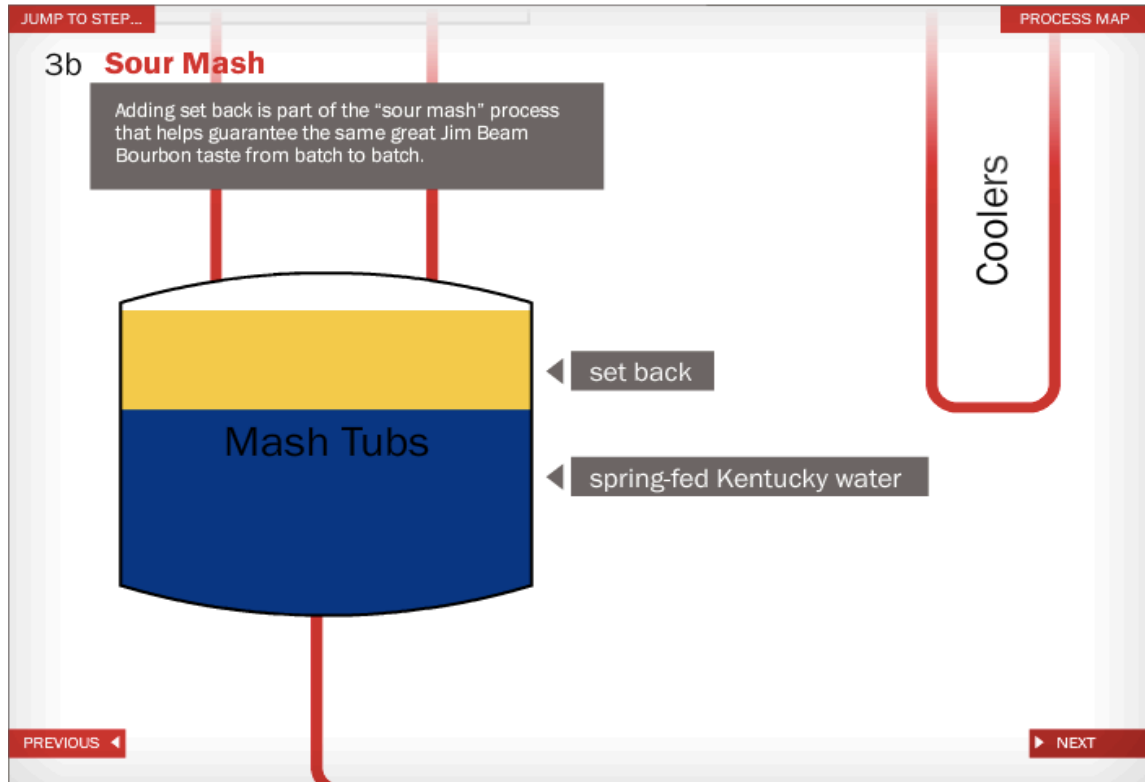 JUMP TO STEP...
PROCESS MAP
3b Sour Mash
Adding set back is part of the “sour mash” process
that helps guarantee the same great Jim Beam
Bourbon taste from batch to batch.
Coolers
set back
Mash Tubs
spring-fed Kentucky water
PREVIOUS
NEXT